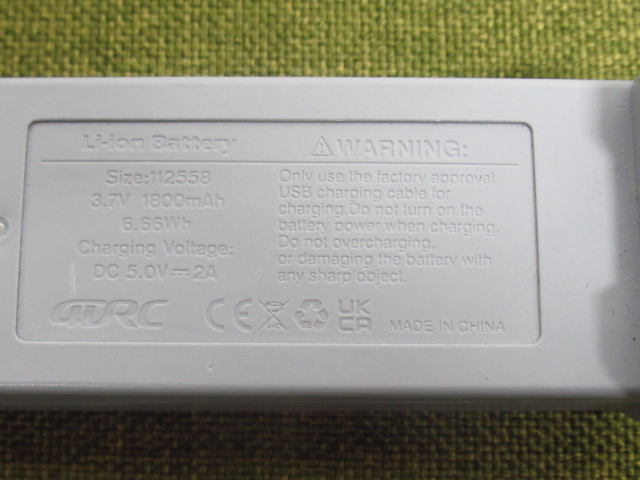 Li-ion Battery
Size:112558
3.7V 1800mAh
6.66Wh
Charging Voltage:
DC 5.0V⎓2A
⚠WARNING:
Only use the factory approval
USB charging cable for
charging.Do not turn on the
battery power when charging.
Do not overcharging,
or damaging the battery with
any sharp object.
CE UK
CA
MADE IN CHINA